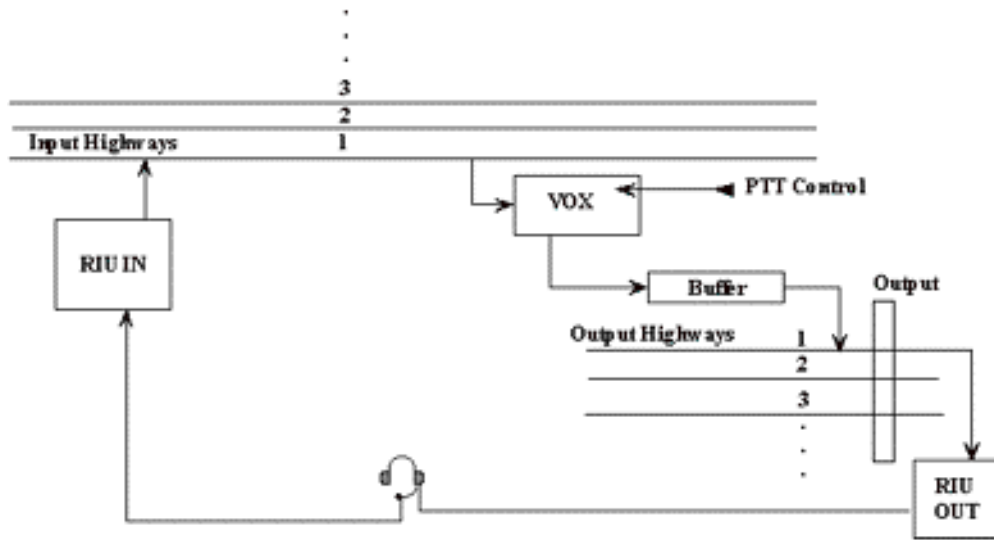 3
2
Input Highways 1
PTT Control
VOX
RIU IN
Buffer
Output
Output Highways 1
2
3
RIU
OUT